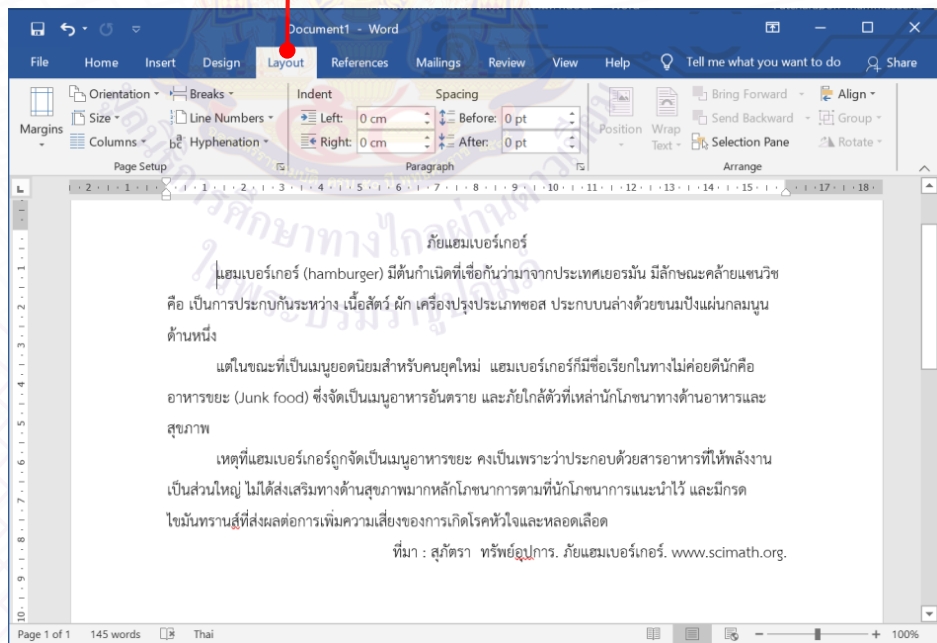 Document1 - Word
File Home Insert Design Layout References Mailings Review View Help Tell me what you want to do Share
Orientation Breaks Indent Spacing Bring Forward Align
Margins Size Line Numbers Left: 0 cm Before: 0 pt Position Wrap Text Send Backward Group
Columns Hyphenation Right: 0 cm After: 0 pt Selection Pane Rotate
Page Setup Paragraph Arrange
2 1 1 2 3 4 5 6 7 8 9 10 11 12 13 14 15 17 18
ภัยแฮมเบอร์เกอร์
แฮมเบอร์เกอร์ (hamburger) มีต้นกำเนิดที่เชื่อกันว่ามาจากประเทศเยอรมัน มีลักษณะคล้ายแซนวิช
คือ เป็นการประกบกันระหว่าง เนื้อสัตว์ ผัก เครื่องปรุงประเภทซอส ประกบบนล่างด้วยขนมปังแผ่นกลมนูน
ด้านหนึ่ง
แต่ในขณะที่เป็นเมนูยอดนิยมสำหรับคนยุคใหม่ แฮมเบอร์เกอร์ก็มีชื่อเรียกในทางไม่ค่อยดีนักคือ
อาหารขยะ (Junk food) ซึ่งจัดเป็นเมนูอาหารอันตราย และภัยใกล้ตัวที่เหล่านักโภชนาทางด้านอาหารและ
สุขภาพ
เหตุที่แฮมเบอร์เกอร์ถูกจัดเป็นเมนูอาหารขยะ คงเป็นเพราะว่าประกอบด้วยสารอาหารที่ให้พลังงาน
เป็นส่วนใหญ่ ไม่ได้ส่งเสริมทางด้านสุขภาพมากหลักโภชนาการตามที่นักโภชนาการแนะนำไว้ และมีกรด
ไขมันทรานส์ที่ส่งผลต่อการเพิ่มความเสี่ยงของการเกิดโรคหัวใจและหลอดเลือด
ที่มา : สุภัตรา ทรัพย์อุปการ. ภัยแฮมเบอร์เกอร์. www.scimath.org.
Page 1 of 1 145 words Thai 100%